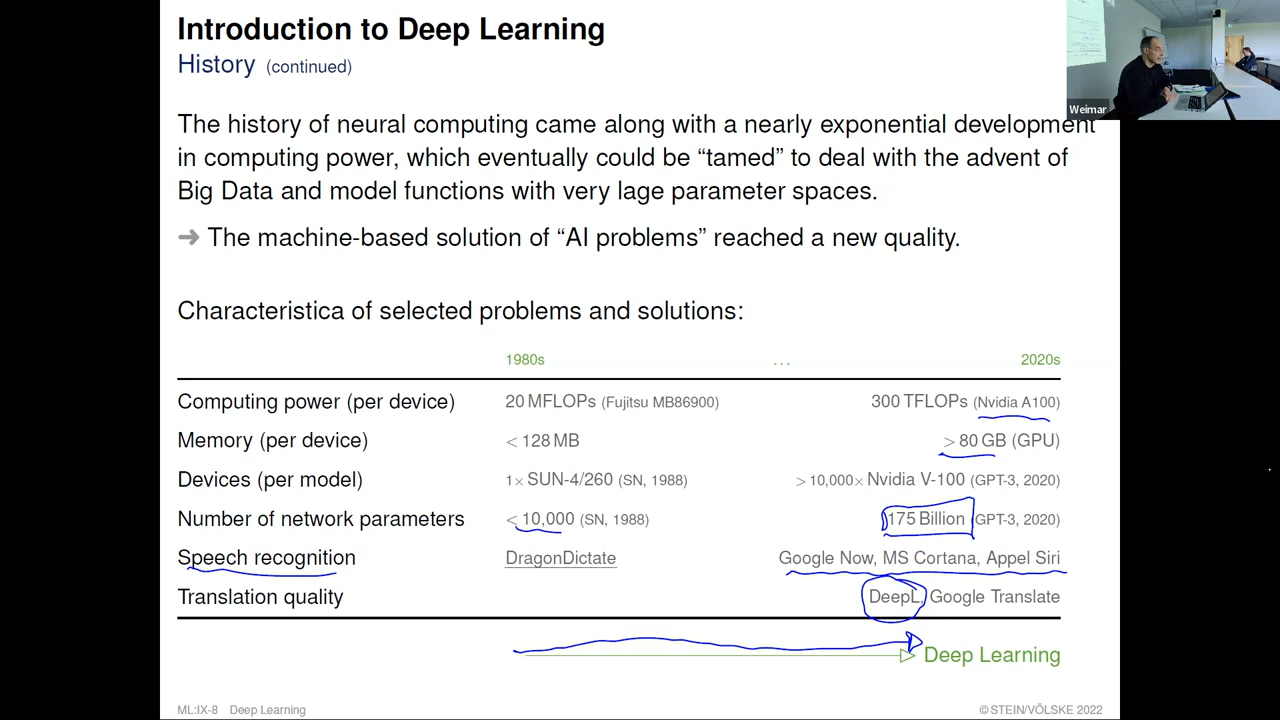 Introduction to Deep Learning
History (continued)
Weimar
The history of neural computing came along with a nearly exponential development
in computing power, which eventually could be “tamed” to deal with the advent of
Big Data and model functions with very lage parameter spaces.
➜ The machine-based solution of “AI problems” reached a new quality.
Characteristica of selected problems and solutions:
1980s ... 2020s
Computing power (per device) 20 MFLOPs (Fujitsu MB86900) 300 TFLOPs (Nvidia A100)
Memory (per device) < 128 MB > 80 GB (GPU)
Devices (per model) 1× SUN-4/260 (SN, 1988) > 10,000× Nvidia V-100 (GPT-3, 2020)
Number of network parameters < 10,000 (SN, 1988) 175 Billion (GPT-3, 2020)
Speech recognition DragonDictate Google Now, MS Cortana, Appel Siri
Translation quality DeepL, Google Translate
Deep Learning
ML:IX-8 Deep Learning © STEIN/VÖLSKE 2022